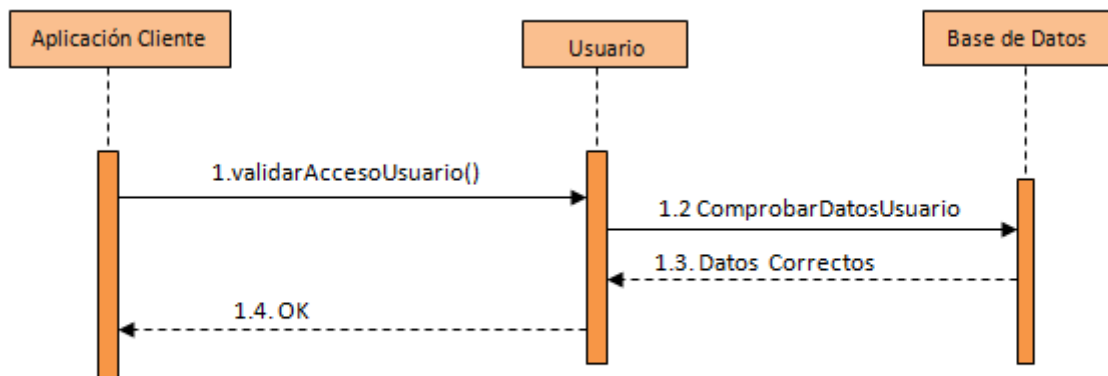 Aplicación Cliente
Usuario
Base de Datos
1.validarAccesoUsuario()
1.2 ComprobarDatosUsuario
1.3. Datos Correctos
1.4. OK